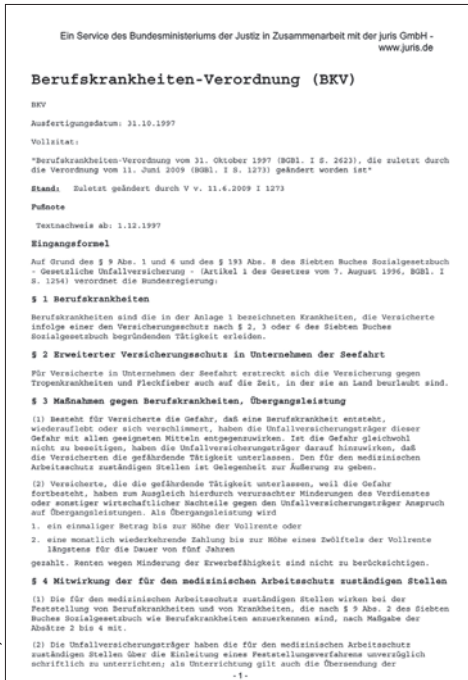 Ein Service des Bundesministeriums der Justiz in Zusammenarbeit mit der juris GmbH -
www.juris.de
Berufskrankheiten-Verordnung (BKV)
BKV
Ausfertigungsdatum: 31.10.1997
Vollzitat:
"Berufskrankheiten-Verordnung vom 31. Oktober 1997 (BGBl. I S. 2623), die zuletzt durch
die Verordnung vom 11. Juni 2009 (BGBl. I S. 1273) geändert worden ist"
Stand: Zuletzt geändert durch V v. 11.6.2009 I 1273
Fußnote
Textnachweis ab: 1.12.1997
Eingangsformel
Auf Grund des § 9 Abs. 1 und 6 und des § 193 Abs. 8 des Siebten Buches Sozialgesetzbuch
- Gesetzliche Unfallversicherung - (Artikel 1 des Gesetzes vom 7. August 1996, BGBl. I
S. 1254) verordnet die Bundesregierung:
§ 1 Berufskrankheiten
Berufskrankheiten sind die in der Anlage 1 bezeichneten Krankheiten, die Versicherte
infolge einer den Versicherungsschutz nach § 2, 3 oder 6 des Siebten Buches
Sozialgesetzbuch begründenden Tätigkeit erleiden.
§ 2 Erweiterter Versicherungsschutz in Unternehmen der Seefahrt
Für Versicherte in Unternehmen der Seefahrt erstreckt sich die Versicherung gegen
Tropenkrankheiten und Fleckfieber auch auf die Zeit, in der sie an Land beurlaubt sind.
§ 3 Maßnahmen gegen Berufskrankheiten, Übergangsleistung
(1) Besteht für Versicherte die Gefahr, daß eine Berufskrankheit entsteht,
wiederauflebt oder sich verschlimmert, haben die Unfallversicherungsträger dieser
Gefahr mit allen geeigneten Mitteln entgegenzuwirken. Ist die Gefahr gleichwohl
nicht zu beseitigen, haben die Unfallversicherungsträger darauf hinzuwirken, daß
die Versicherten die gefährdende Tätigkeit unterlassen. Den für den medizinischen
Arbeitsschutz zuständigen Stellen ist Gelegenheit zur Äußerung zu geben.
(2) Versicherte, die die gefährdende Tätigkeit unterlassen, weil die Gefahr
fortbesteht, haben zum Ausgleich hierdurch verursachter Minderungen des Verdienstes
oder sonstiger wirtschaftlicher Nachteile gegen den Unfallversicherungsträger Anspruch
auf Übergangsleistungen. Als Übergangsleistung wird
1. ein einmaliger Betrag bis zur Höhe der Vollrente oder
2. eine monatlich wiederkehrende Zahlung bis zur Höhe eines Zwölftels der Vollrente
längstens für die Dauer von fünf Jahren
gezahlt. Renten wegen Minderung der Erwerbsfähigkeit sind nicht zu berücksichtigen.
§ 4 Mitwirkung der für den medizinischen Arbeitsschutz zuständigen Stellen
(1) Die für den medizinischen Arbeitsschutz zuständigen Stellen wirken bei der
Feststellung von Berufskrankheiten und von Krankheiten, die nach § 9 Abs. 2 des Siebten
Buches Sozialgesetzbuch wie Berufskrankheiten anzuerkennen sind, nach Maßgabe der
Absätze 2 bis 4 mit.
(2) Die Unfallversicherungsträger haben die für den medizinischen Arbeitsschutz
zuständigen Stellen über die Einleitung eines Feststellungsverfahrens unverzüglich
schriftlich zu unterrichten; als Unterrichtung gilt auch die Übersendung der
- 1 -